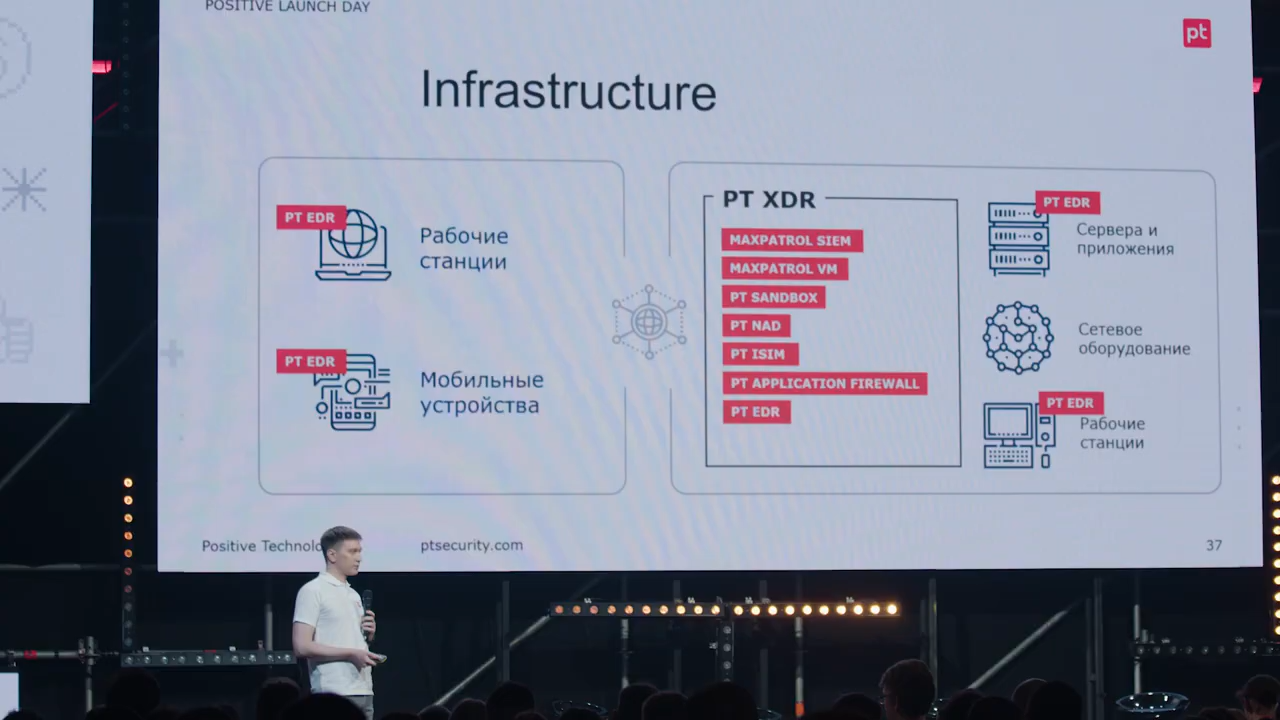 POSITIVE LAUNCH DAY
pt
Infrastructure
PT EDR
Рабочие
станции
PT EDR
Мобильные
устройства
PT XDR
MAXPATROL SIEM
MAXPATROL VM
PT SANDBOX
PT NAD
PT ISIM
PT APPLICATION FIREWALL
PT EDR
PT EDR
Сервера и
приложения
Сетевое
оборудование
PT EDR
Рабочие
станции
Positive Technolo
ptsecurity.com
37